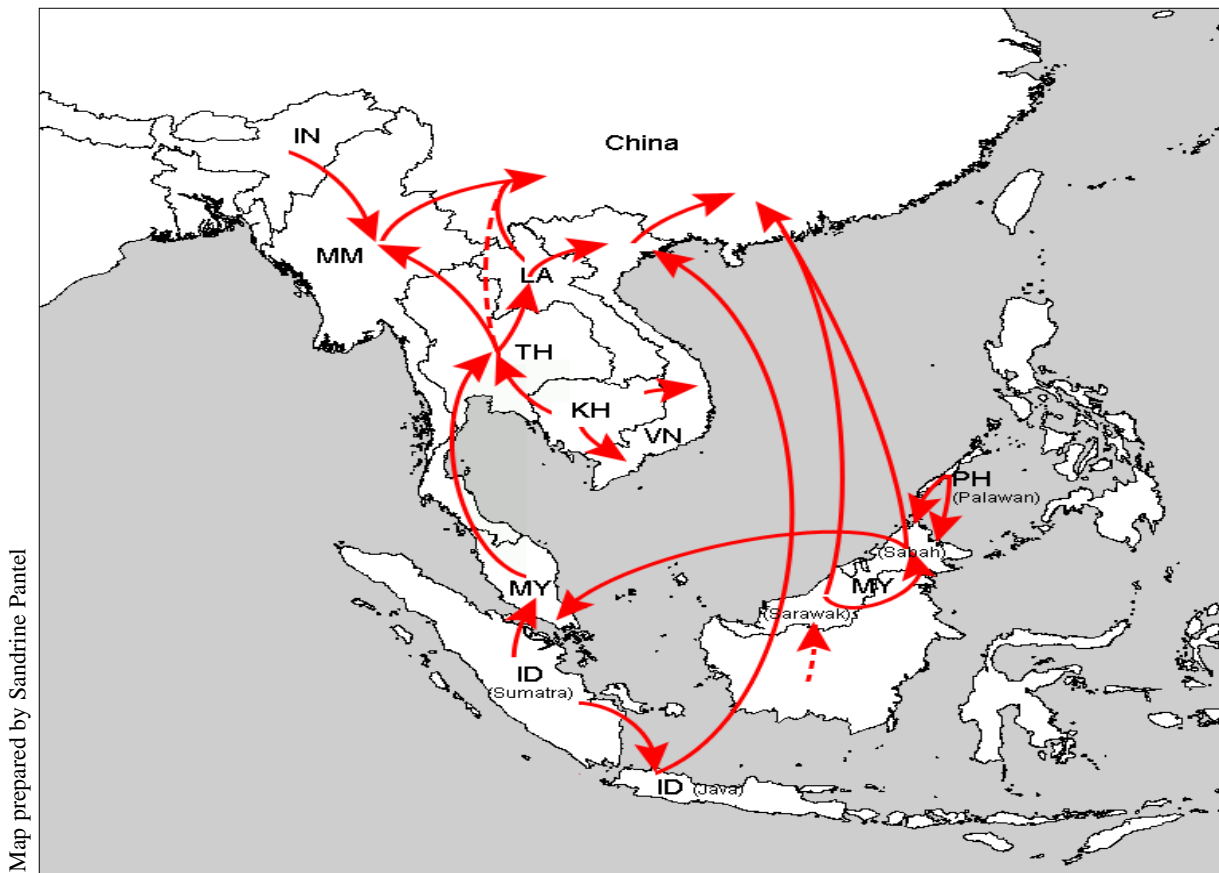 IN
China
MM
LA
TH
KH
VN
PH
(Palawan)
(Sabah)
MY
MY
(Sarawak)
ID
(Sumatra)
ID (Java)
Map prepared by Sandrine Pantel